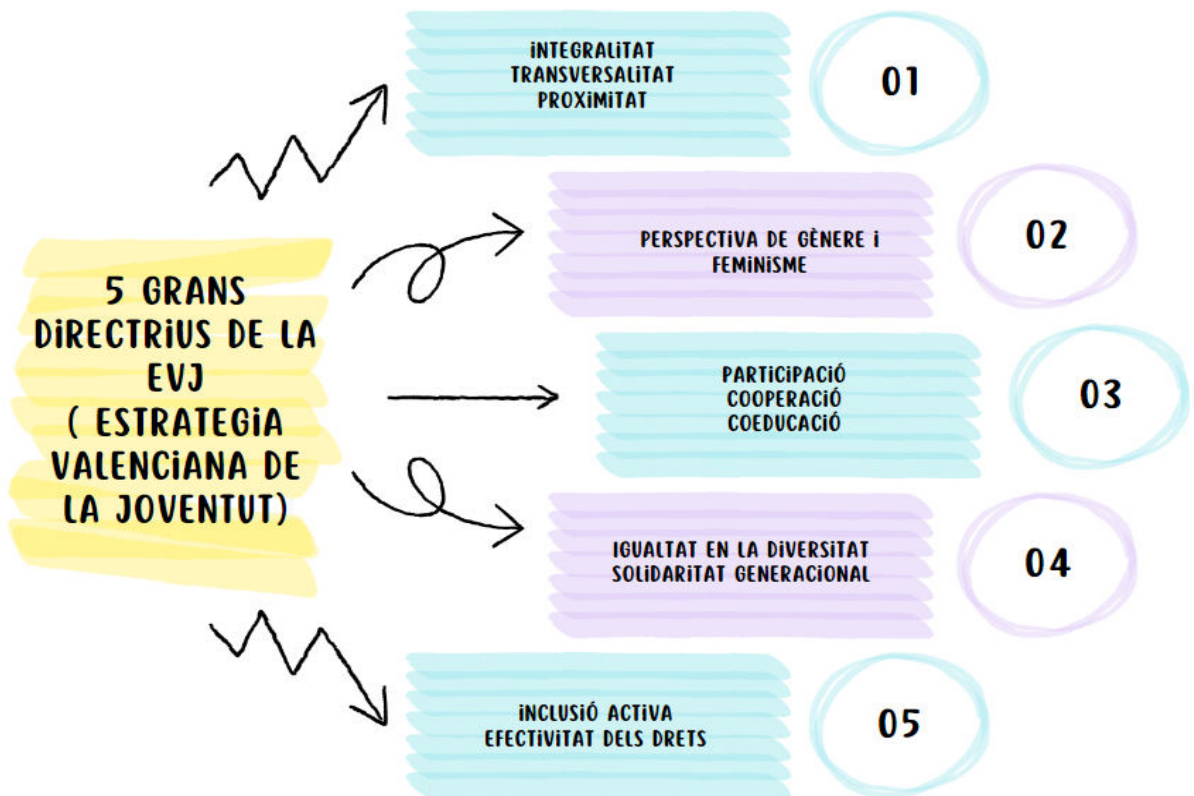 5 GRANS
DIRECTRIUS DE LA
EVJ
( ESTRATEGIA
VALENCIANA DE
LA JOVENTUT)
INTEGRALITAT
TRANSVERSALITAT
PROXIMITAT
01
PERSPECTIVA DE GÈNERE I
FEMINISME
02
PARTICIPACIÓ
COOPERACIÓ
COEDUCACIÓ
03
IGUALTAT EN LA DIVERSITAT
SOLIDARITAT GENERACIONAL
04
INCLUSIÓ ACTIVA
EFECTIVITAT DELS DRETS
05